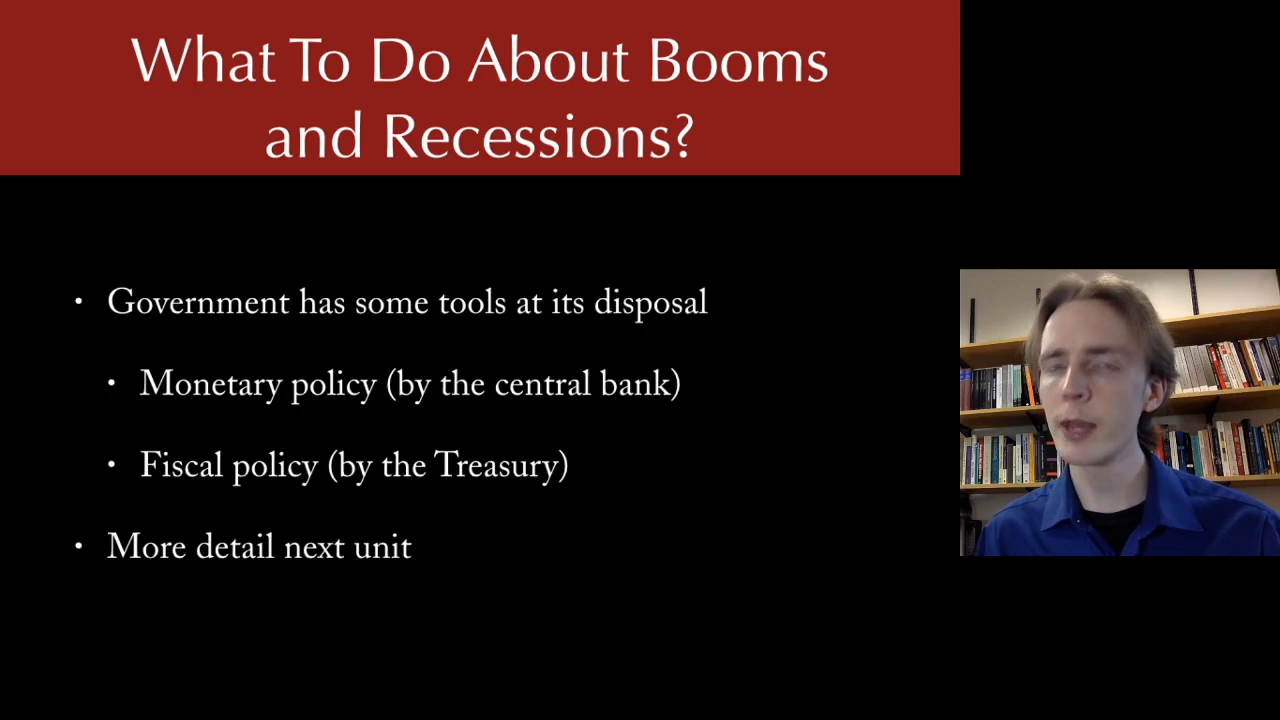 What To Do About Booms
and Recessions?
• Government has some tools at its disposal
• Monetary policy (by the central bank)
• Fiscal policy (by the Treasury)
• More detail next unit